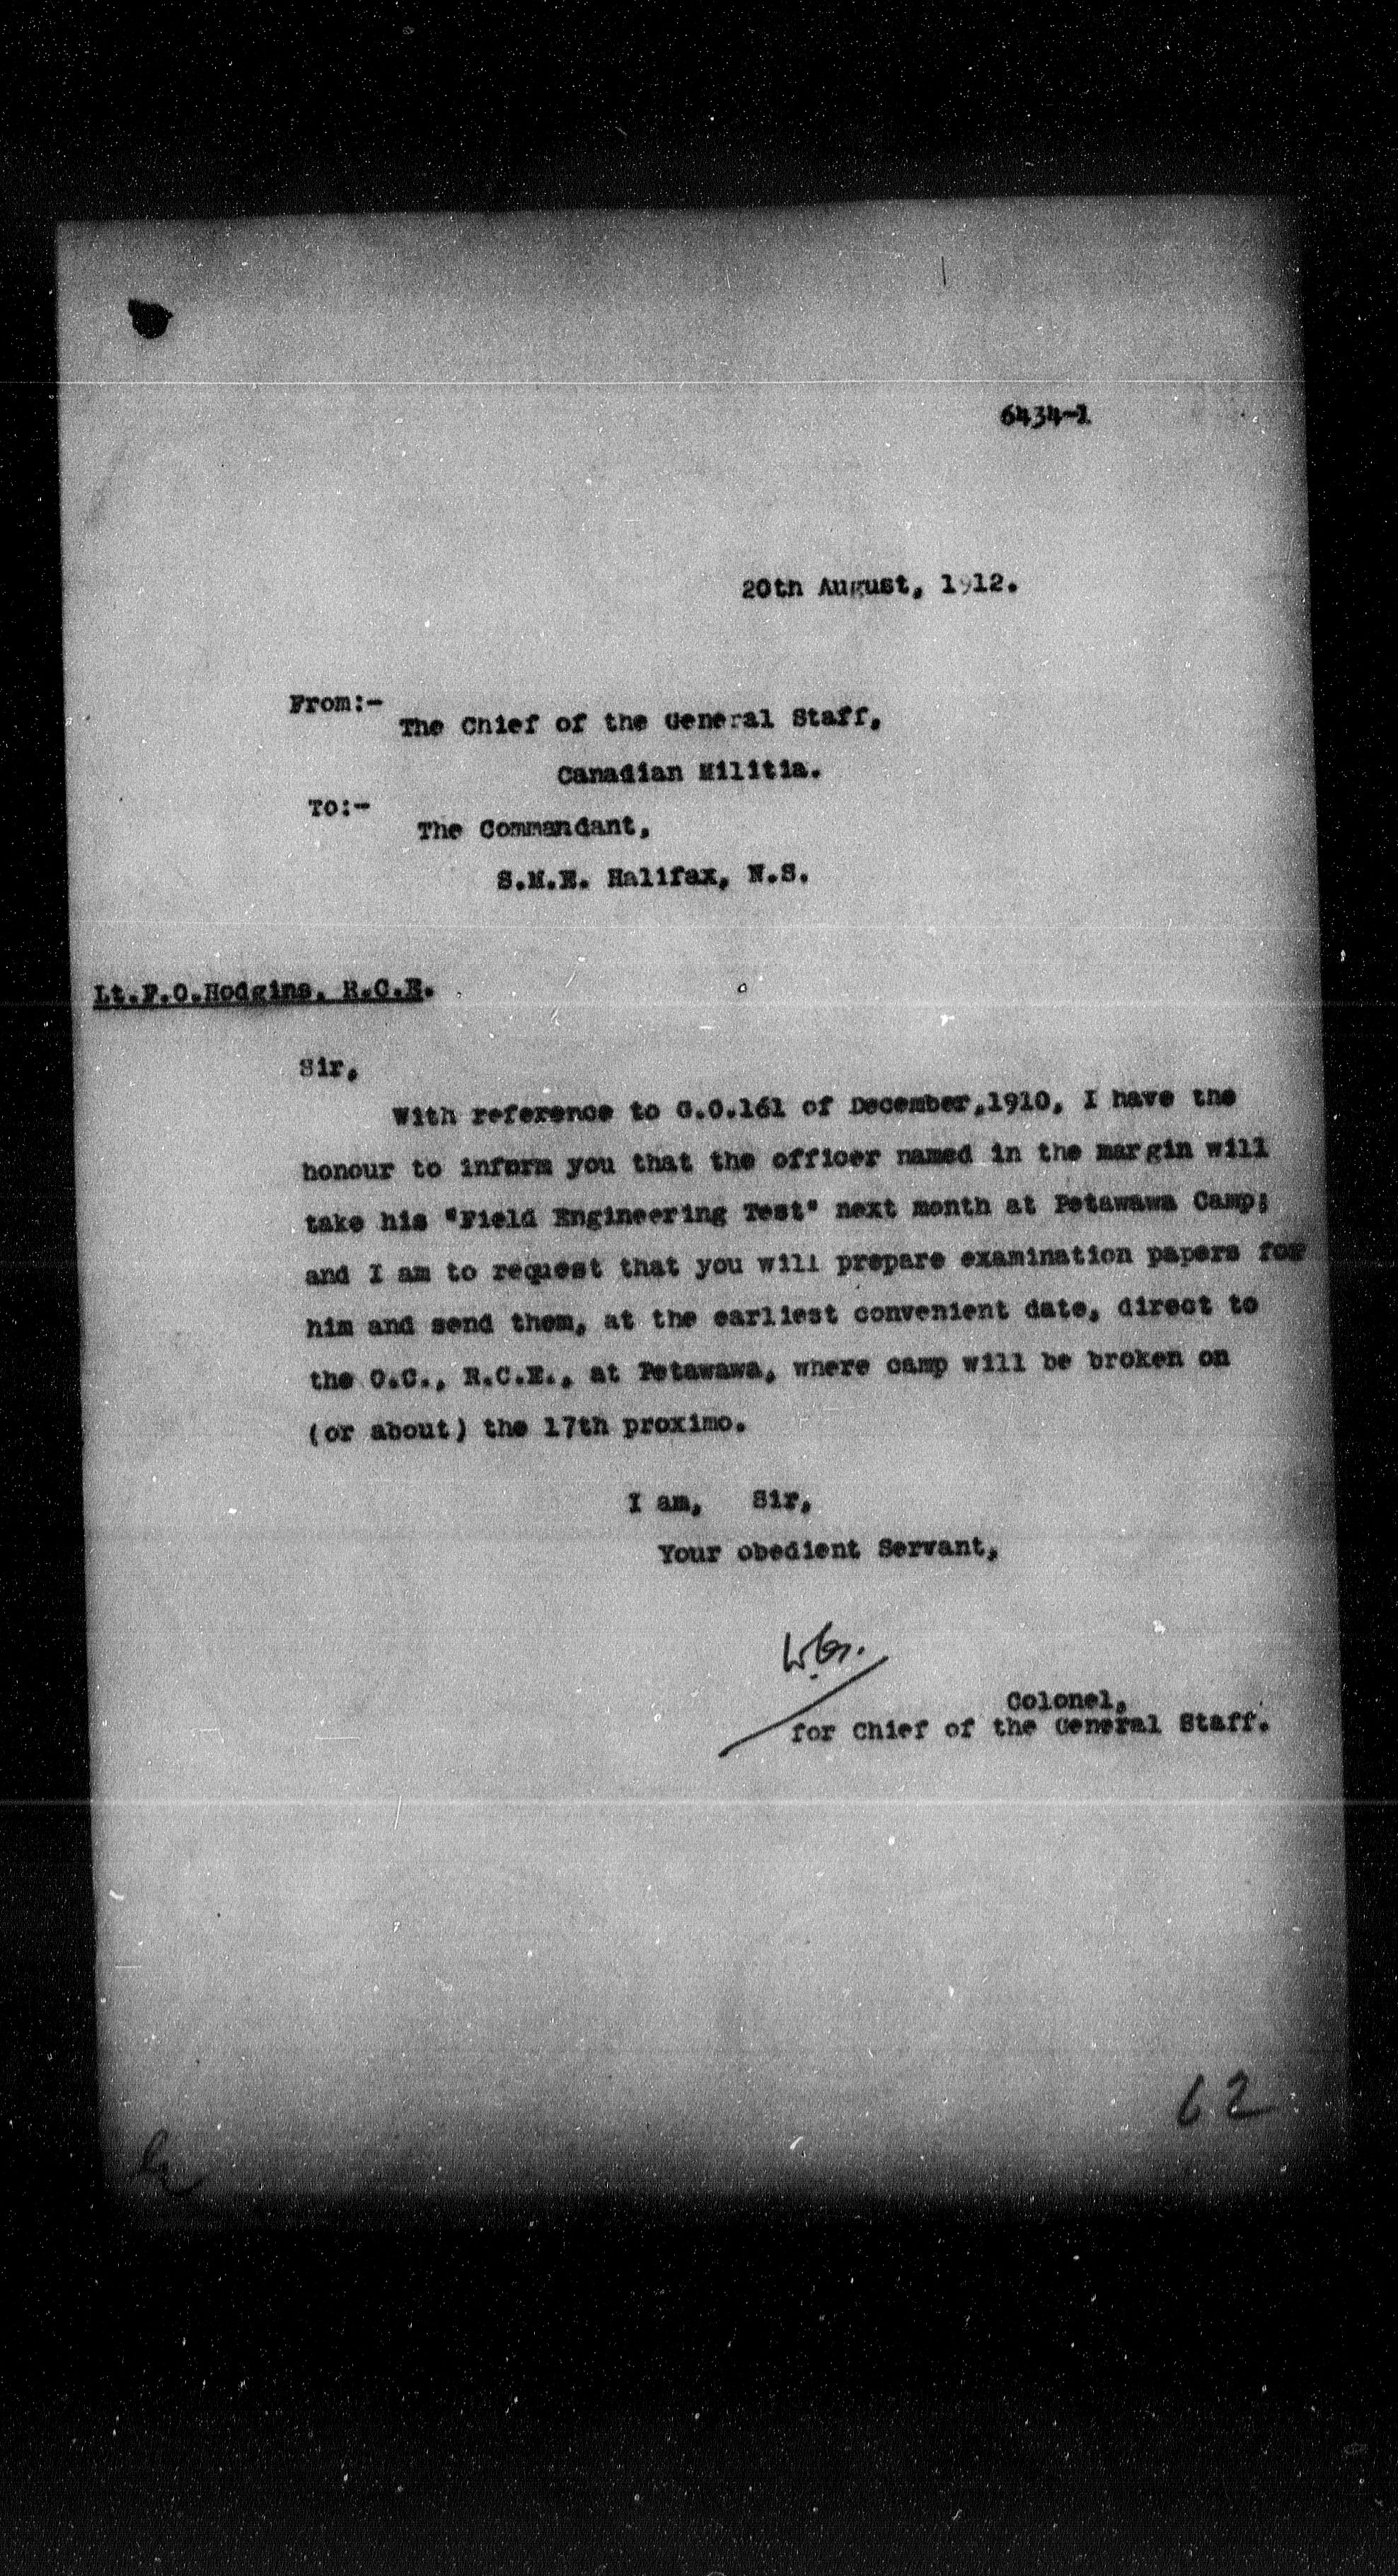 6434-1
20th August, 1912.
From:-
The Chief of the General Staff,
Canadian Militia.
To:-
The Commandant,
S.M.E. Halifax, N.S.
Lt.F.O.Hodgins, R.C.E.
Sir,
With reference to G.O.161 of December,1910, I have the
honour to inform you that the officer named in the margin will
take his "Field Engineering Test" next month at Petawawa Camp;
and I am to request that you will prepare examination papers for
him and send them, at the earliest convenient date, direct to
the O.C., R.C.E., at Petawawa, where camp will be broken on
(or about) the 17th proximo.
I am, Sir,
Your obedient Servant,
Colonel,
for Chief of the General Staff.
62